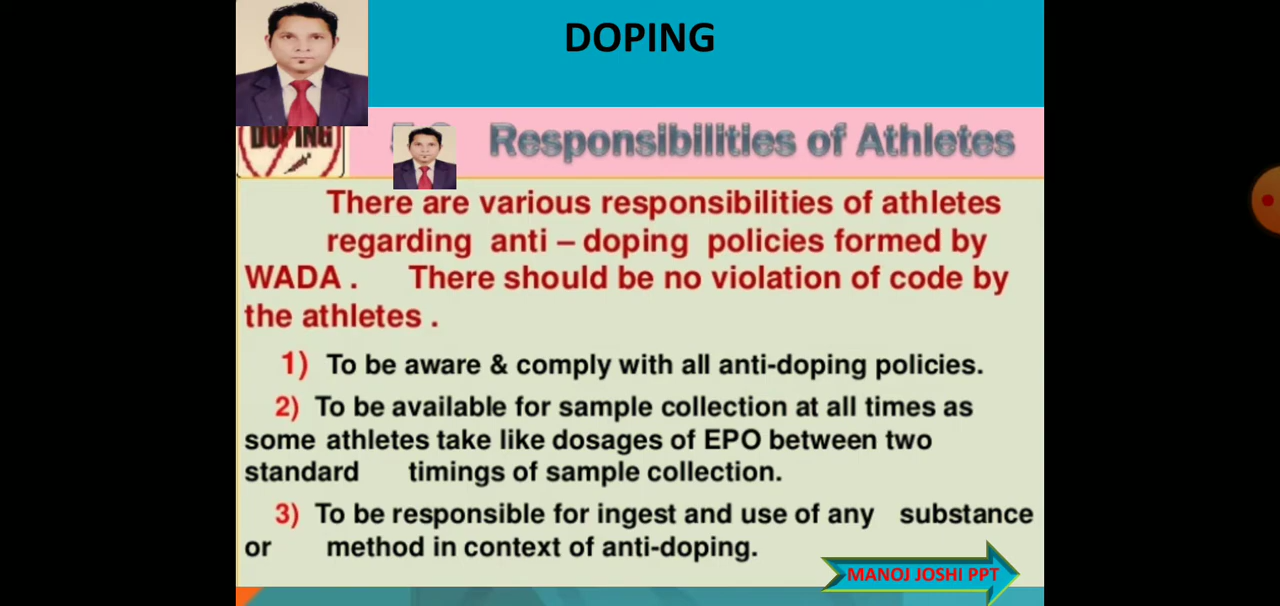 DOPING
DOPING
Responsibilities of Athletes
There are various responsibilities of athletes
regarding anti – doping policies formed by
WADA . There should be no violation of code by
the athletes .
1) To be aware & comply with all anti-doping policies.
2) To be available for sample collection at all times as
some athletes take like dosages of EPO between two
standard timings of sample collection.
3) To be responsible for ingest and use of any substance
or method in context of anti-doping.
MANOJ JOSHI PPT